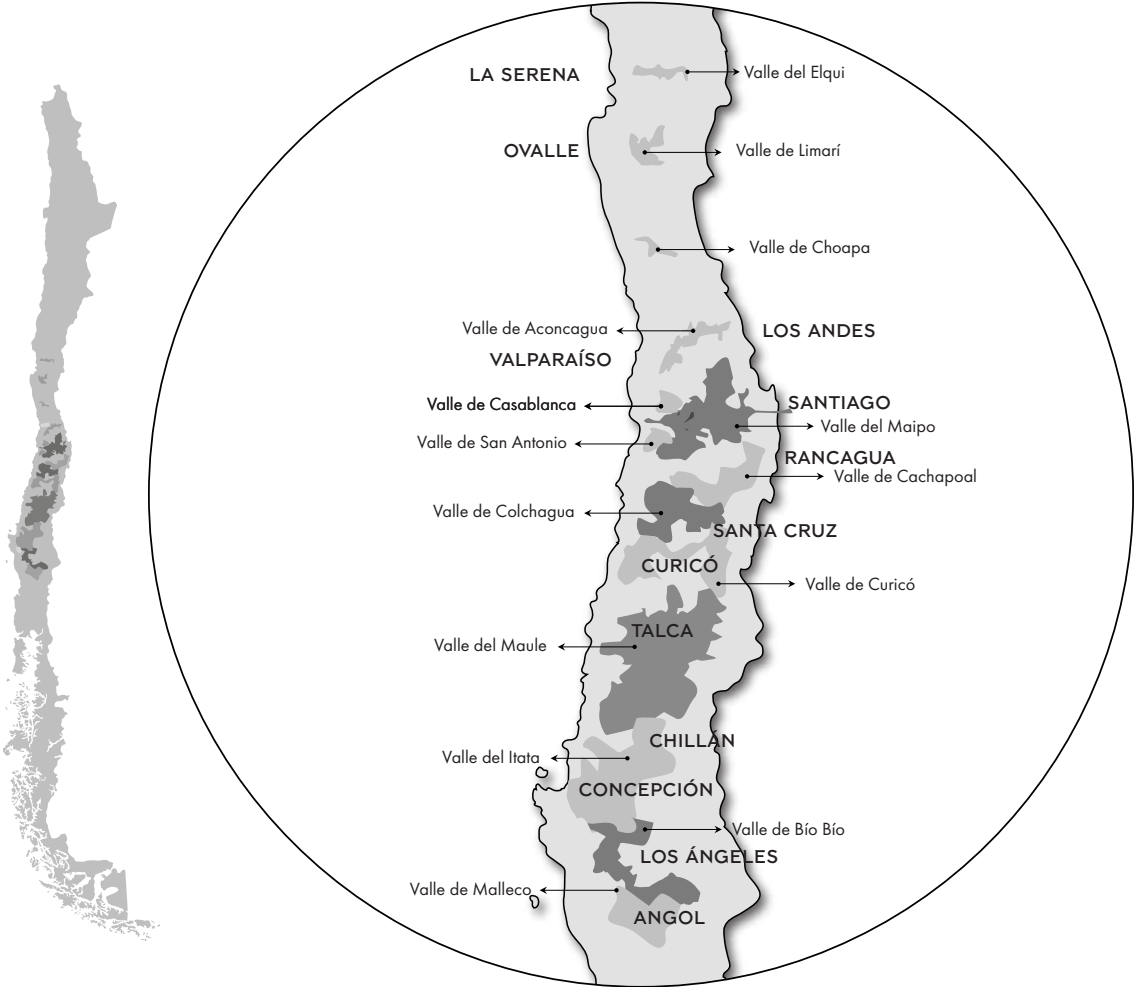 LA SERENA
Valle del Elqui
OVALLE
Valle de Limarí
Valle de Choapa
Valle de Aconcagua
LOS ANDES
VALPARAÍSO
Valle de Casablanca
SANTIAGO
Valle del Maipo
Valle de San Antonio
RANCAGUA
Valle de Cachapoal
Valle de Colchagua
SANTA CRUZ
CURICÓ
Valle de Curicó
TALCA
Valle del Maule
CHILLÁN
Valle del Itata
CONCEPCIÓN
Valle de Bío Bío
LOS ÁNGELES
Valle de Malleco
ANGOL